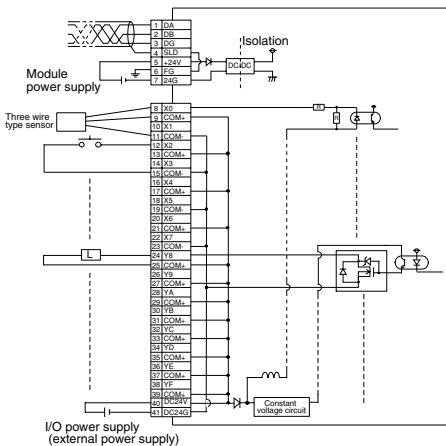 1 DA
2 DB
3 DG
4 SLD
5 +24V
6 FG
7 24G
Isolation
DC DC
Module
power supply
8 X0
9 COM+
10 X1
11 COM-
12 X2
13 COM+
14 X3
15 COM-
16 X4
17 COM+
18 X5
19 COM-
20 X6
21 COM+
22 X7
23 COM-
24 Y8
25 COM+
26 Y9
27 COM+
28 YA
29 COM+
30 YB
31 COM+
32 YC
33 COM+
34 YD
35 COM+
36 YE
37 COM+
38 YF
39 COM+
40 DC24V
41 DC24G
Three wire
type sensor
L
R
R
Constant
voltage circuit
I/O power supply
(external power supply)